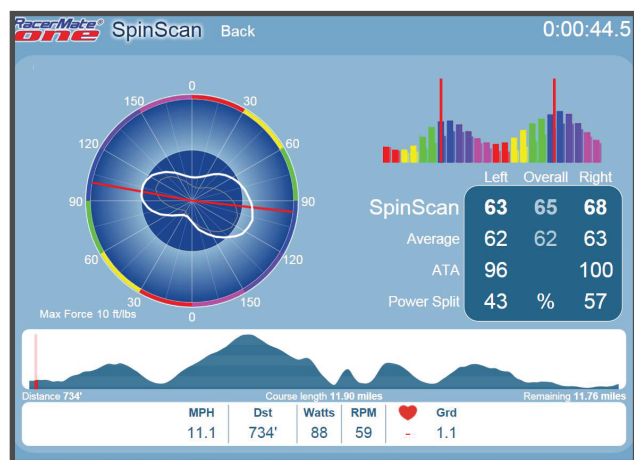 RacerMate® one SpinScan Back 0:00:44.5
0
150 30
120 60
90 90
60 120
30 150
0
Max Force 10 ft/lbs
Left Overall Right
SpinScan 63 65 68
Average 62 62 63
ATA 96 100
Power Split 43 % 57
Distance 734' Course length 11.90 miles Remaining 11.76 miles
MPH Dst Watts RPM Grd
11.1 734' 88 59 - 1.1